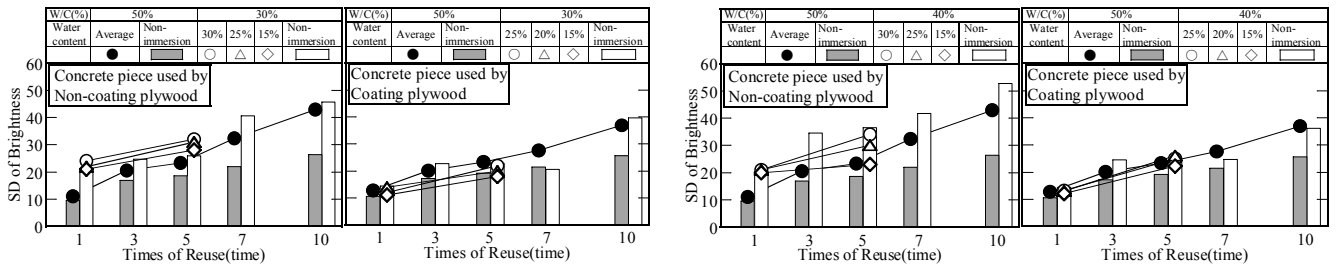 W/C(%) 50% 30%
Water content Average Non-immersion 30% 25% 15% Non-immersion
60
50
40
30
20
10
0
SD of Brightness
Concrete piece used by
Non-coating plywood
1 3 5 7 10
Times of Reuse(time)
W/C(%) 50% 30%
Water content Average Non-immersion 25% 20% 15% Non-immersion
Concrete piece used by
Coating plywood
1 3 5 7 10
Times of Reuse(time)
W/C(%) 50% 40%
Water content Average Non-immersion 30% 25% 15% Non-immersion
60
50
40
30
20
10
0
SD of Brightness
Concrete piece used by
Non-coating plywood
1 3 5 7 10
Times of Reuse(time)
W/C(%) 50% 40%
Water content Average Non-immersion 25% 20% 15% Non-immersion
Concrete piece used by
Coating plywood
1 3 5 7 10
Times of Reuse(time)